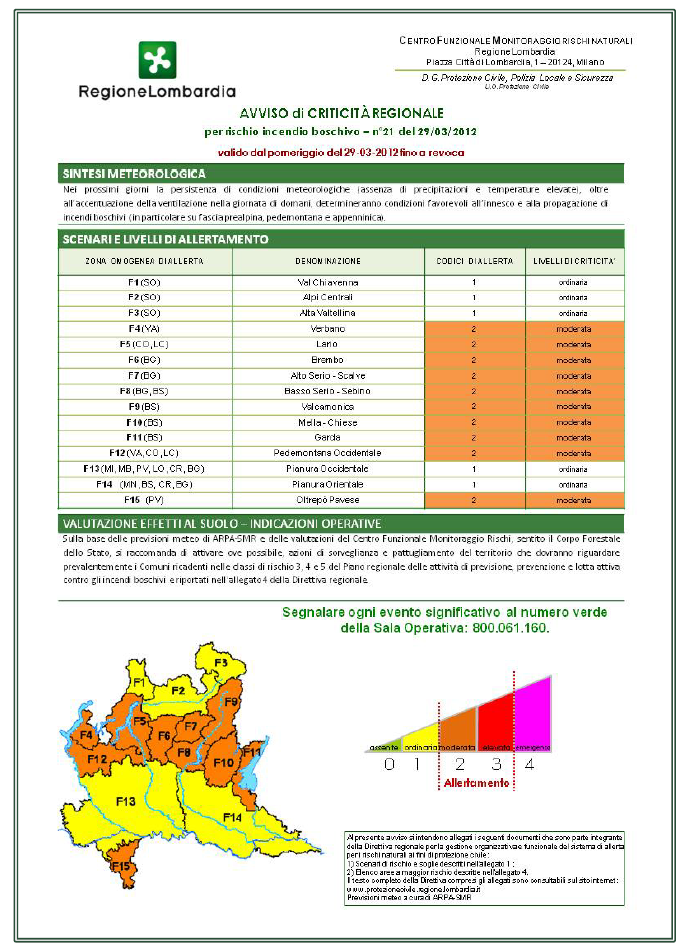 RegioneLombardia
CENTRO FUNZIONALE MONITORAGGIO RISCHI NATURALI
Regione Lombardia
Piazza Città di Lombardia, 1 – 20124, Milano
D.G. Protezione Civile, Polizia Locale e Sicurezza
U.O. Protezione Civile
AVVISO di CRITICITÀ REGIONALE
per rischio incendio boschivo – n°21 del 29/03/2012
valido dal pomeriggio del 29-03-2012 fino a revoca
SINTESI METEOROLOGICA
Nei prossimi giorni la persistenza di condizioni meteorologiche (assenza di precipitazioni e temperature elevate), oltre
all'accentuazione della ventilazione nella giornata di domani, determineranno condizioni favorevoli all'innesco e alla propagazione di
incendi boschivi (in particolare su fascia prealpina, pedemontana e appenninica).
SCENARI E LIVELLI DI ALLERTAMENTO
ZONA OMOGENEA DI ALLERTA DENOMINAZIONE CODICI DI ALLERTA LIVELLI DI CRITICITA'
F1 (SO) Val Chiavenna 1 ordinaria
F2 (SO) Alpi Centrali 1 ordinaria
F3 (SO) Alta Valtellina 1 ordinaria
F4 (VA) Verbano 2 moderata
F5 (CO, LC) Lario 2 moderata
F6 (BG) Brembo 2 moderata
F7 (BG) Alto Serio - Scalve 2 moderata
F8 (BG, BS) Basso Serio - Sebino 2 moderata
F9 (BS) Valcamonica 2 moderata
F10 (BS) Mella - Chiese 2 moderata
F11 (BS) Garda 2 moderata
F12 (VA, CO, LC) Pedemontana Occidentale 2 moderata
F13 (MI, MB, PV, LO, CR, BG) Pianura Occidentale 1 ordinaria
F14 (MN, BS, CR, BG) Pianura Orientale 1 ordinaria
F15 (PV) Oltrepò Pavese 2 moderata
VALUTAZIONE EFFETTI AL SUOLO – INDICAZIONI OPERATIVE
Sulla base delle previsioni meteo di ARPA-SMR e delle valutazioni del Centro Funzionale Monitoraggio Rischi, sentito il Corpo Forestale
dello Stato, si raccomanda di attivare ove possibile, azioni di sorveglianza e pattugliamento del territorio che dovranno riguardare
prevalentemente i Comuni ricadenti nelle classi di rischio 3, 4 e 5 del Piano regionale delle attività di previsione, prevenzione e lotta attiva
contro gli incendi boschivi e riportati nell'allegato 4 della Direttiva regionale.
Segnalare ogni evento significativo al numero verde
della Sala Operativa: 800.061.160.
F3
F1
F2
F9
F5
F4
F6
F7
F8
F11
F12
F10
F13
F14
F15
assente ordinaria moderata elevata emergenza
0 1 2 3 4
Allertamento
Al presente avviso si intendono allegati i seguenti documenti che sono parte integrante
della Direttiva regionale per la gestione organizzativa e funzionale del sistema di allerta
per i rischi naturali ai fini di protezione civile:
1) Scenari di rischio e soglie descritti nell'allegato 1;
2) Elenco aree a maggior rischio descritte nell'allegato 4.
Il testo completo della Direttiva compresi gli allegati sono consultabili sul sito internet:
www.protezionecivile.regione.lombardia.it
Previsioni meteo a cura di ARPA-SMR